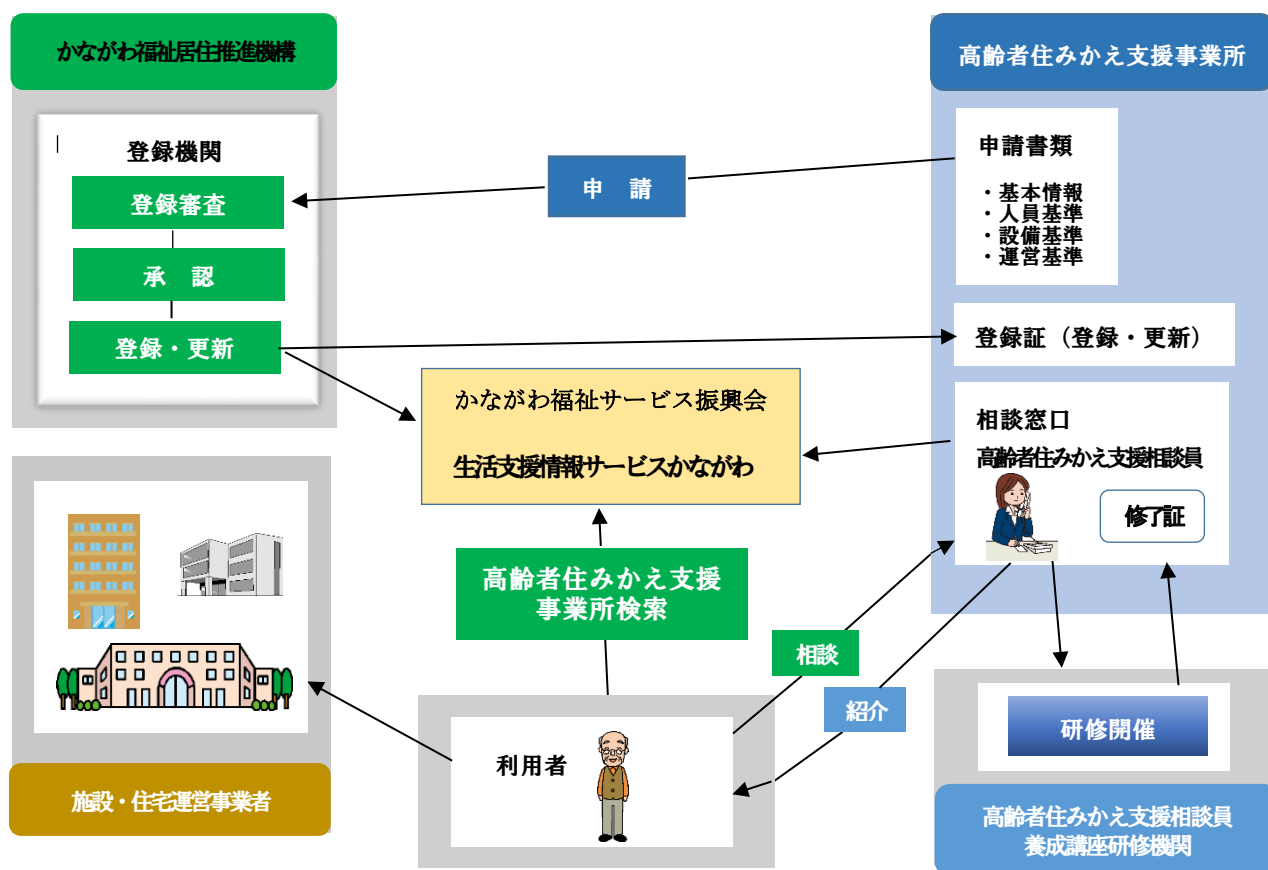 かながわ福祉居住推進機構
登録機関
登録審査
承　認
登録・更新
申　請
高齢者住みかえ支援事業所
申請書類
・基本情報
・人員基準
・設備基準
・運営基準
登録証（登録・更新）
相談窓口
高齢者住みかえ支援相談員
修了証
かながわ福祉サービス振興会
生活支援情報サービスかながわ
高齢者住みかえ支援
事業所検索
相談
紹介
利用者
施設・住宅運営事業者
研修開催
高齢者住みかえ支援相談員
養成講座研修機関